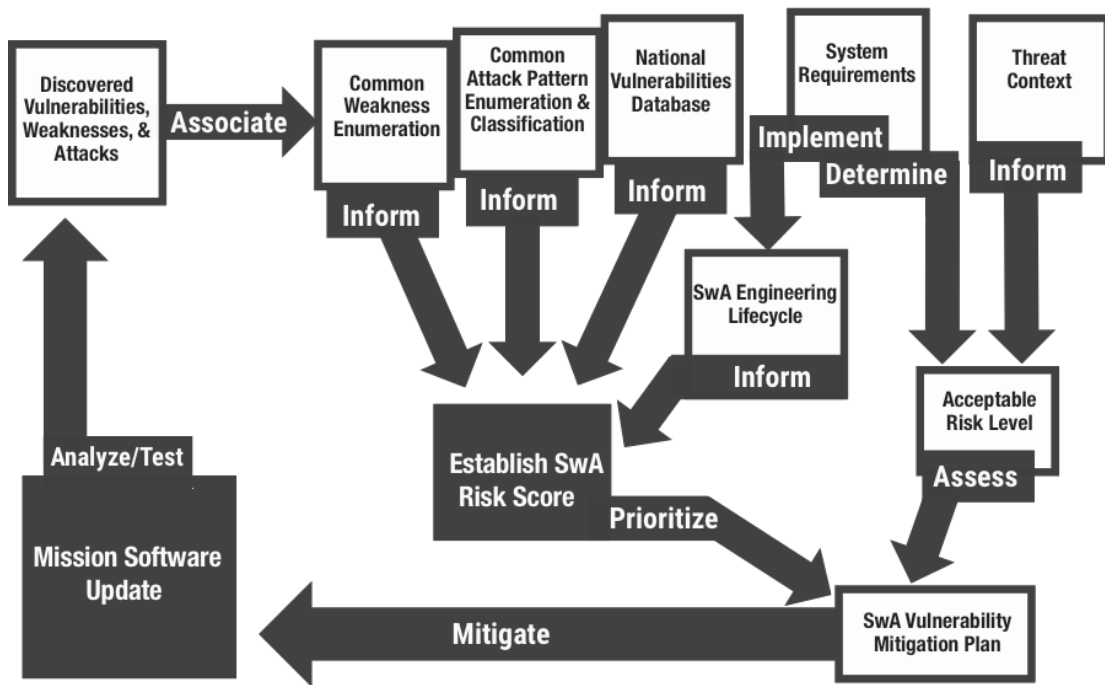 Discovered
Vulnerabilities,
Weaknesses, &
Attacks
Associate
Common
Weakness
Enumeration
Inform
Common
Attack Pattern
Enumeration &
Classification
Inform
National
Vulnerabilities
Database
Inform
System
Requirements
Implement
Determine
Threat
Context
Inform
SwA Engineering
Lifecycle
Inform
Acceptable
Risk Level
Assess
Establish SwA
Risk Score
Prioritize
SwA Vulnerability
Mitigation Plan
Mitigate
Analyze/Test
Mission Software
Update